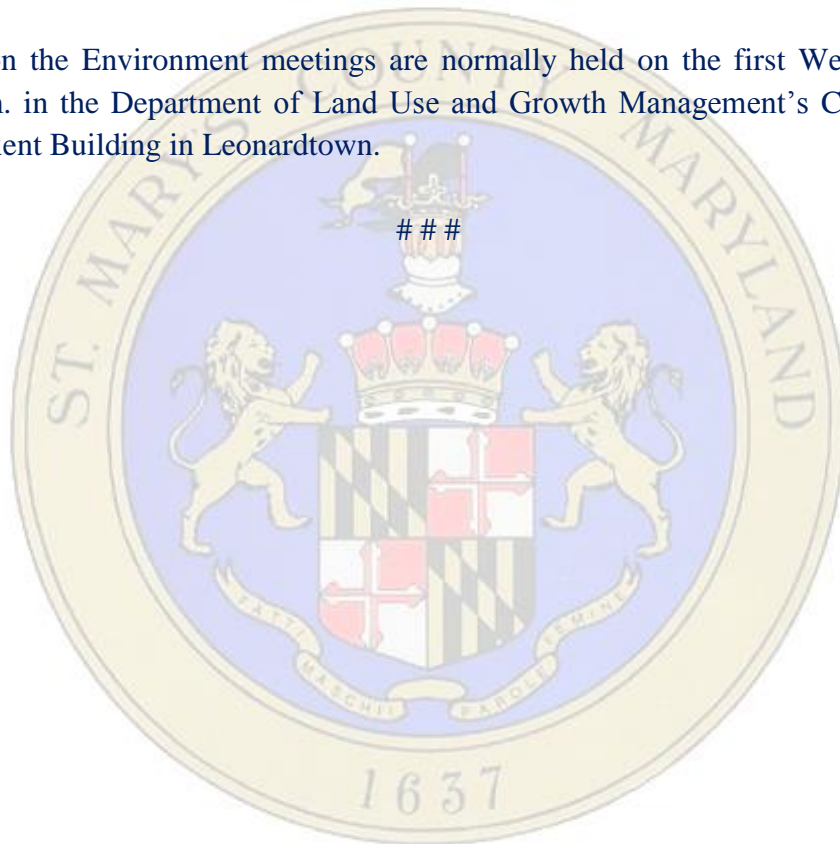 on the Environment meetings are normally held on the first We
in the Department of Land Use and Growth Management's C
Building in Leonardtown.
# # #
ST. MARY'S COUNTY MARYLAND
FATTI MASCHII PAROLE FEMINE
1637